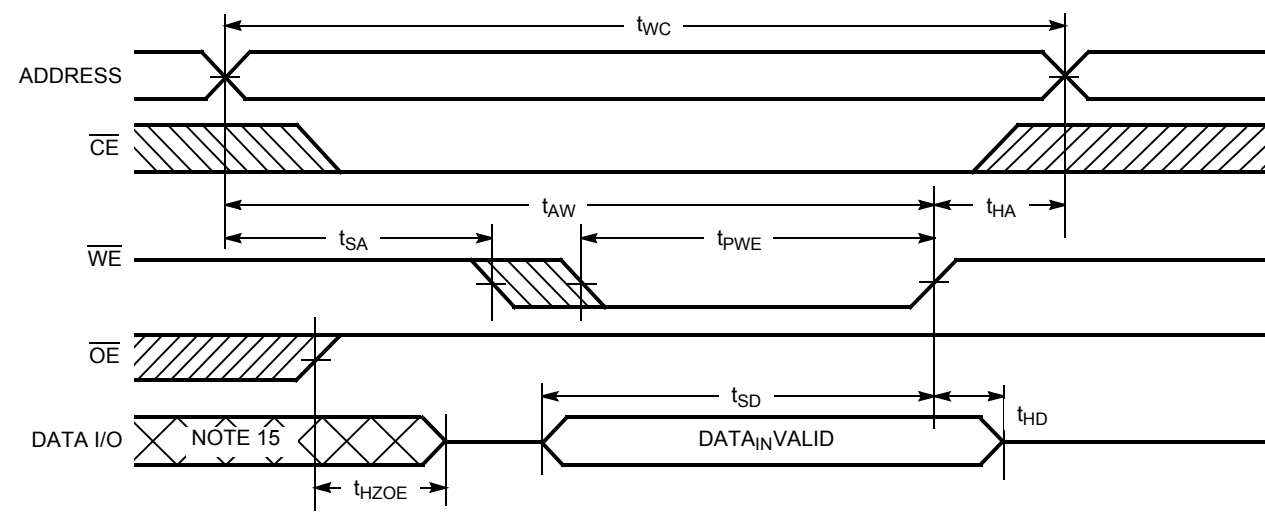 tWC
ADDRESS
CE
tAW
tHA
tSA
tPWE
WE
OE
tSD
tHD
DATA I/O
NOTE 15
DATAINVALID
tHZOE